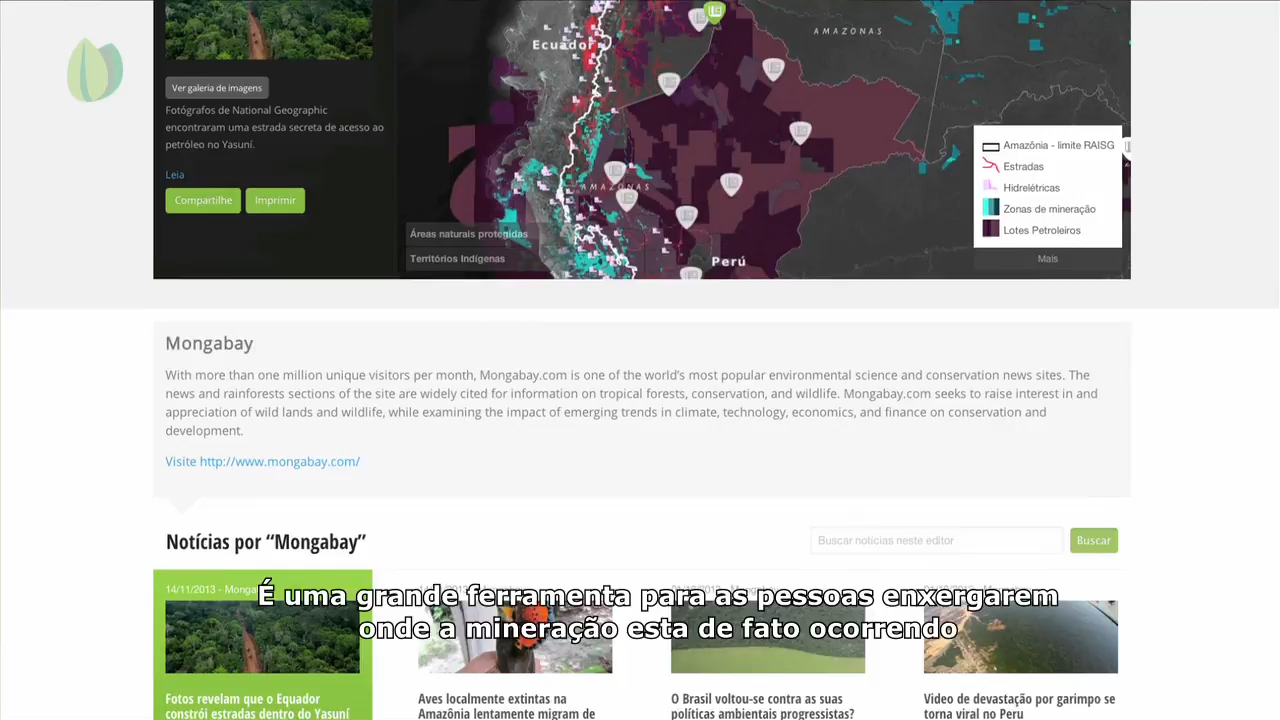 Ver galeria de imagens
Fotógrafos de National Geographic
encontraram uma estrada secreta de acesso ao
petróleo no Yasuní.
Leia
Compartilhe
Imprimir
Ecuador
AMAZONAS
AMAZONAS
Perú
Áreas naturais protegidas
Territórios Indígenas
Amazônia - limite RAISG
Estradas
Hidrelétricas
Zonas de mineração
Lotes Petroleiros
Mais
Mongabay
With more than one million unique visitors per month, Mongabay.com is one of the world's most popular environmental science and conservation news sites. The
news and rainforests sections of the site are widely cited for information on tropical forests, conservation, and wildlife. Mongabay.com seeks to raise interest in and
appreciation of wild lands and wildlife, while examining the impact of emerging trends in climate, technology, economics, and finance on conservation and
development.
Visite http://www.mongabay.com/
Notícias por “Mongabay”
Buscar notícias neste editor
Buscar
14/11/2013 -
É uma grande ferramenta para as pessoas enxergarem
onde a mineração esta de fato ocorrendo
Fotos revelam que o Equador
constrói estradas dentro do Yasuní
Aves localmente extintas na
Amazônia lentamente migram de
O Brasil voltou-se contra as suas
políticas ambientais progressistas?
Video de devastação por garimpo se
torna viral no Peru